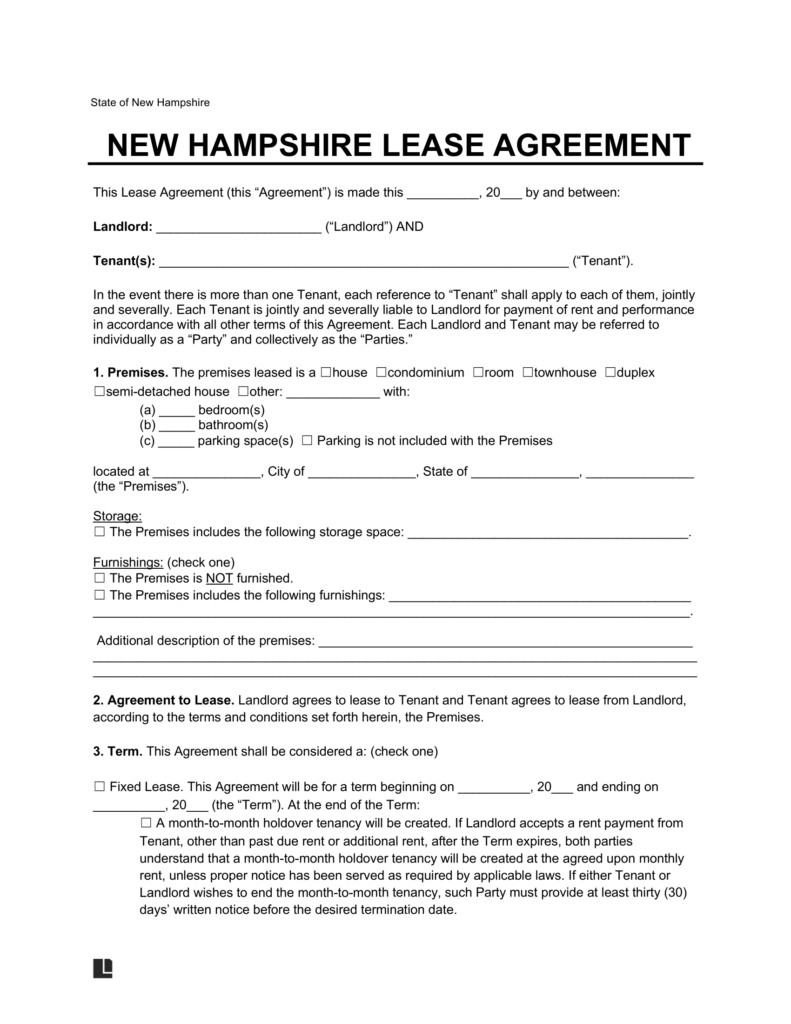 State of New Hampshire
NEW HAMPSHIRE LEASE AGREEMENT
This Lease Agreement (this “Agreement”) is made this __________, 20___ by and between:
Landlord: _______________________ (“Landlord”) AND
Tenant(s): _________________________________________________________ (“Tenant”).
In the event there is more than one Tenant, each reference to “Tenant” shall apply to each of them, jointly
and severally. Each Tenant is jointly and severally liable to Landlord for payment of rent and performance
in accordance with all other terms of this Agreement. Each Landlord and Tenant may be referred to
individually as a “Party” and collectively as the “Parties.”
1. Premises. The premises leased is a ☐house ☐condominium ☐room ☐townhouse ☐duplex
☐semi-detached house ☐other: _____________ with:
(a) _____ bedroom(s)
(b) _____ bathroom(s)
(c) _____ parking space(s) ☐ Parking is not included with the Premises
located at _______________, City of _______________, State of _______________, _______________
(the “Premises”).
Storage:
☐ The Premises includes the following storage space: _______________________________________.
Furnishings: (check one)
☐ The Premises is NOT furnished.
☐ The Premises includes the following furnishings: __________________________________________
___________________________________________________________________________________.
Additional description of the premises: ____________________________________________________
____________________________________________________________________________________
____________________________________________________________________________________
2. Agreement to Lease. Landlord agrees to lease to Tenant and Tenant agrees to lease from Landlord,
according to the terms and conditions set forth herein, the Premises.
3. Term. This Agreement shall be considered a: (check one)
☐ Fixed Lease. This Agreement will be for a term beginning on __________, 20___ and ending on
__________, 20___ (the “Term”). At the end of the Term:
☐ A month-to-month holdover tenancy will be created. If Landlord accepts a rent payment from
Tenant, other than past due rent or additional rent, after the Term expires, both parties
understand that a month-to-month holdover tenancy will be created at the agreed upon monthly
rent, unless proper notice has been served as required by applicable laws. If either Tenant or
Landlord wishes to end the month-to-month tenancy, such Party must provide at least thirty (30)
days’ written notice before the desired termination date.